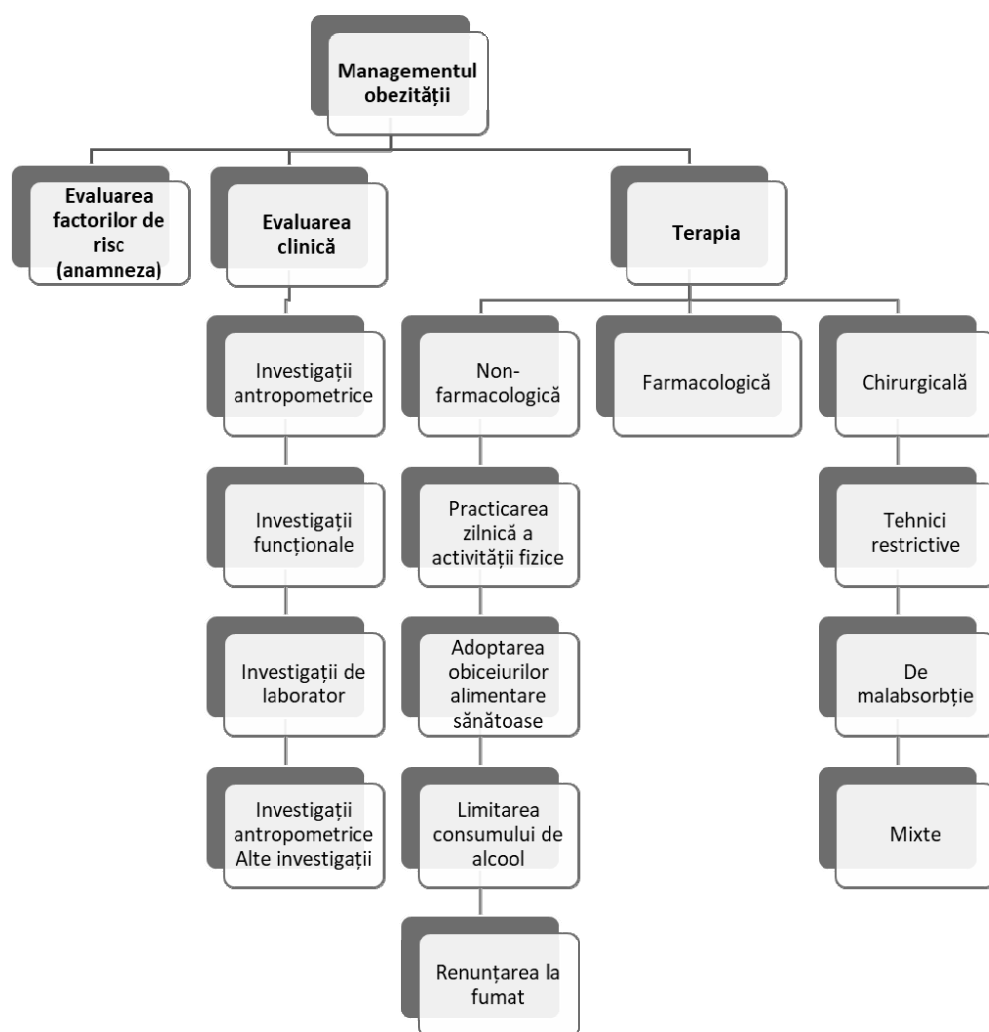 Managementul
obezității
Evaluarea
factorilor de
risc
(anamneza)
Evaluarea
clinică
Terapia
Investigații
antropometrice
Non-
farmacologică
Farmacologică
Chirurgicală
Investigații
funcționale
Practicarea
zilnică a
activității fizice
Tehnici
restrictive
Investigații de
laborator
Adoptarea
obiceiurilor
alimentare
sănătoase
De
malabsorbție
Investigații
antropometrice
Alte investigații
Limitarea
consumului de
alcool
Mixte
Renunțarea la
fumat